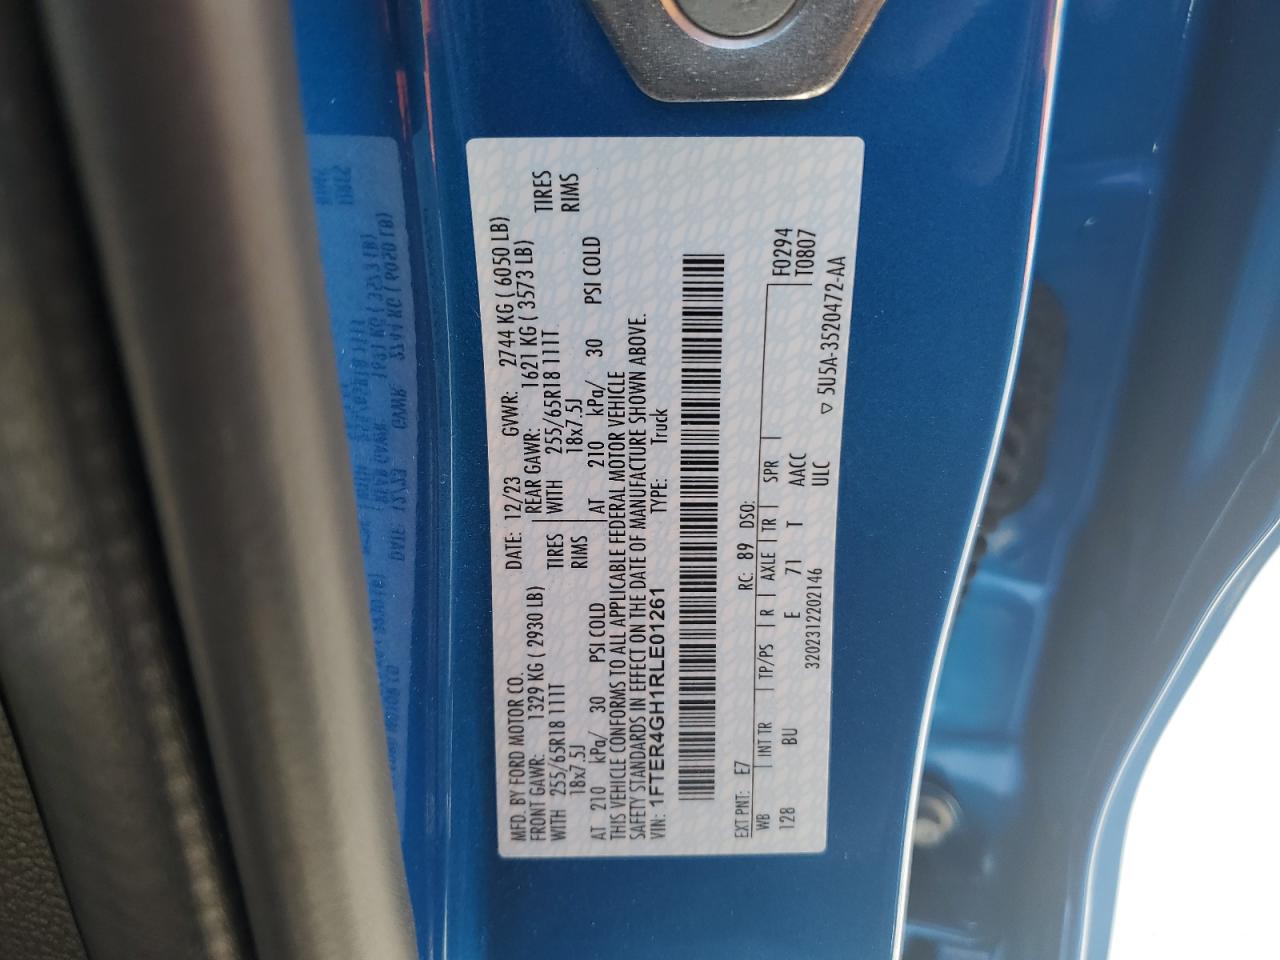 MFD. BY FORD MOTOR CO.
DATE: 12/23 GVWR: 2744 KG ( 6050 LB)
FRONT GAWR: 1329 KG ( 2930 LB)
REAR GAWR: 1621 KG ( 3573 LB)
WITH 255/65R18 111T TIRES
WITH 255/65R18 111T TIRES
18x7.5J RIMS
18x7.5J RIMS
AT 210 kPa/ 30 PSI COLD
AT 210 kPa/ 30 PSI COLD
THIS VEHICLE CONFORMS TO ALL APPLICABLE FEDERAL MOTOR VEHICLE
SAFETY STANDARDS IN EFFECT ON THE DATE OF MANUFACTURE SHOWN ABOVE.
VIN: 1FTER4GH1RLE01261 TYPE: Truck
EXT PNT: E7 RC: 89 DSO:
WB INT TR TP/PS R AXLE TR SPR F0294
128 BU E 71 T AACC T0807
3202312202146 ULC
▽ 5U5A-3520472-AA